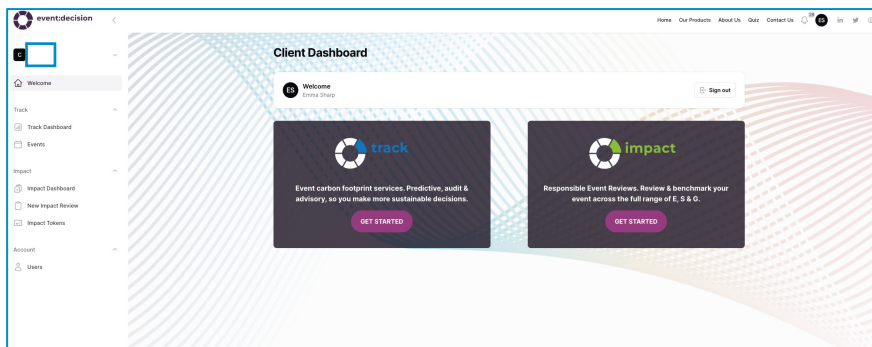 event:decision
Home Our Products About Us Quiz Contact Us 29 ES in
C
Welcome
Track
Track Dashboard
Events
Impact
Impact Dashboard
New Impact Review
Impact Tokens
Account
Users
Client Dashboard
ES
Welcome
Emma Sharp
Sign out
track
Event carbon footprint services. Predictive, audit &
advisory, so you make more sustainable decisions.
GET STARTED
impact
Responsible Event Reviews. Review & benchmark your
event across the full range of E, S & G.
GET STARTED